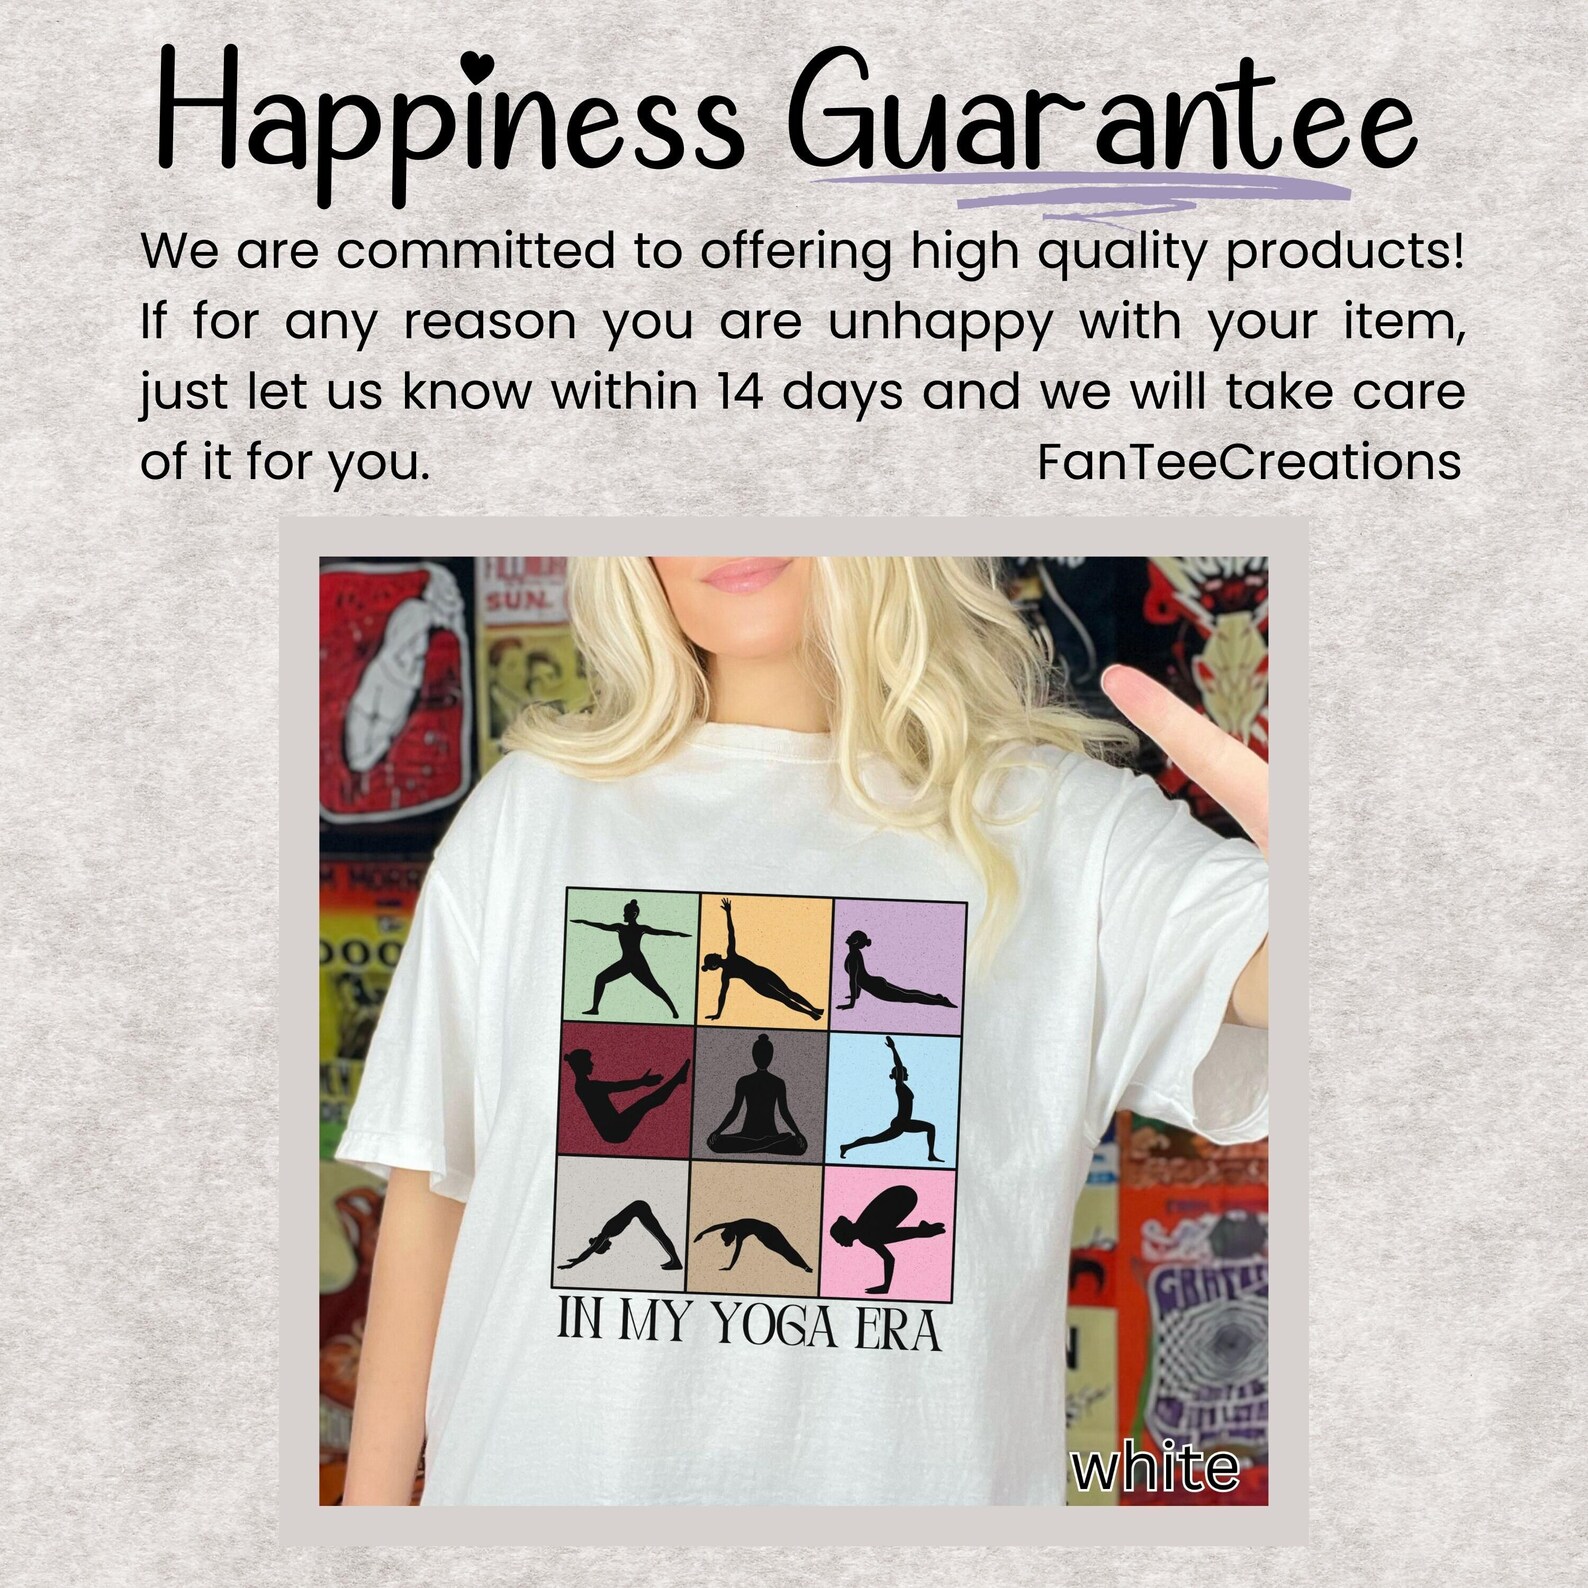 Happiness Guarantee
We are committed to offering high quality products!
If for any reason you are unhappy with your item,
just let us know within 14 days and we will take care
of it for you. FanTeeCreations
SUN.
IN MY YOGA ERA
white